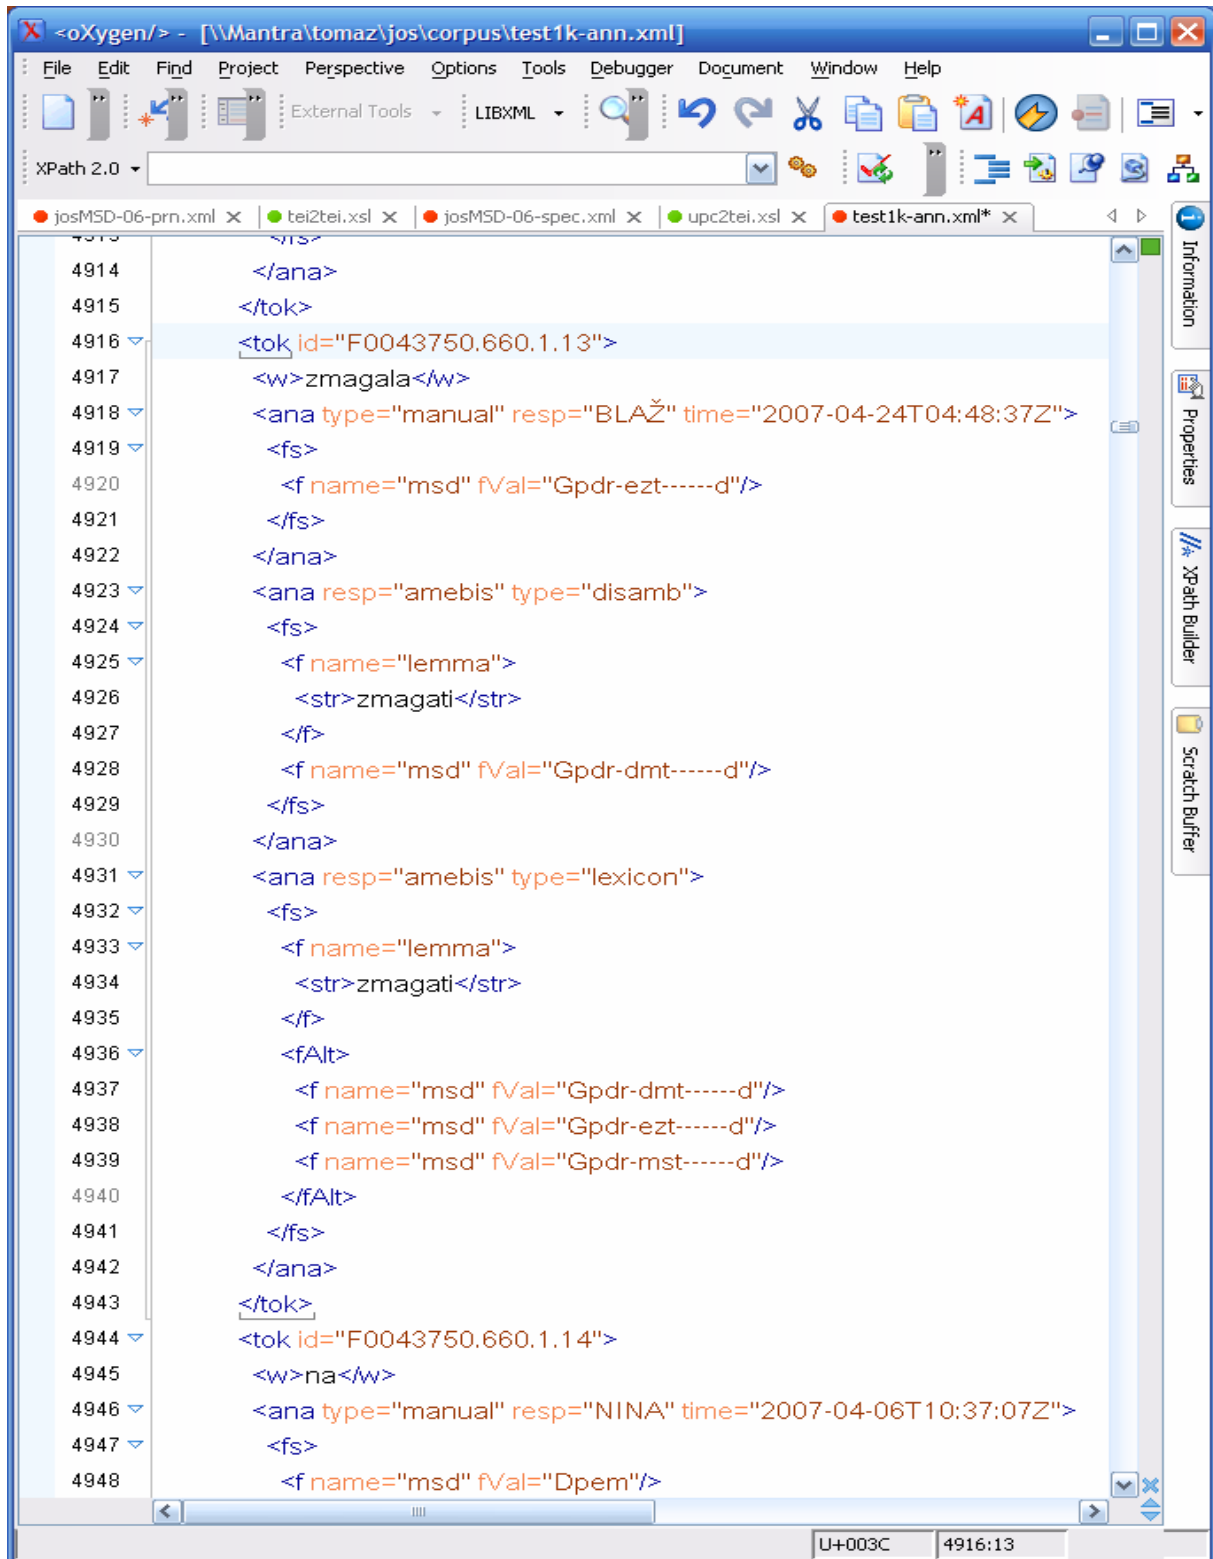 <oXygen/> - [\\Mantra\tomaz\jos\corpus\test1k-ann.xml]
File Edit Find Project Perspective Options Tools Debugger Document Window Help
External Tools LIBXML
XPath 2.0
josMSD-06-prn.xml tei2tei.xsl josMSD-06-spec.xml upc2tei.xsl test1k-ann.xml*
4913 </fs>
4914 </ana>
4915 </tok>
4916 <tok id="F0043750.660.1.13">
4917 <w>zmagala</w>
4918 <ana type="manual" resp="BLAŽ" time="2007-04-24T04:48:37Z">
4919 <fs>
4920 <f name="msd" fVal="Gpdr-ezt------d"/>
4921 </fs>
4922 </ana>
4923 <ana resp="amebis" type="disamb">
4924 <fs>
4925 <f name="lemma">
4926 <str>zmagati</str>
4927 </f>
4928 <f name="msd" fVal="Gpdr-dmt------d"/>
4929 </fs>
4930 </ana>
4931 <ana resp="amebis" type="lexicon">
4932 <fs>
4933 <f name="lemma">
4934 <str>zmagati</str>
4935 </f>
4936 <fAlt>
4937 <f name="msd" fVal="Gpdr-dmt------d"/>
4938 <f name="msd" fVal="Gpdr-ezt------d"/>
4939 <f name="msd" fVal="Gpdr-mst------d"/>
4940 </fAlt>
4941 </fs>
4942 </ana>
4943 </tok>
4944 <tok id="F0043750.660.1.14">
4945 <w>na</w>
4946 <ana type="manual" resp="NINA" time="2007-04-06T10:37:07Z">
4947 <fs>
4948 <f name="msd" fVal="Dpem"/>
Information
Properties
XPath Builder
Scratch Buffer
U+003C 4916:13